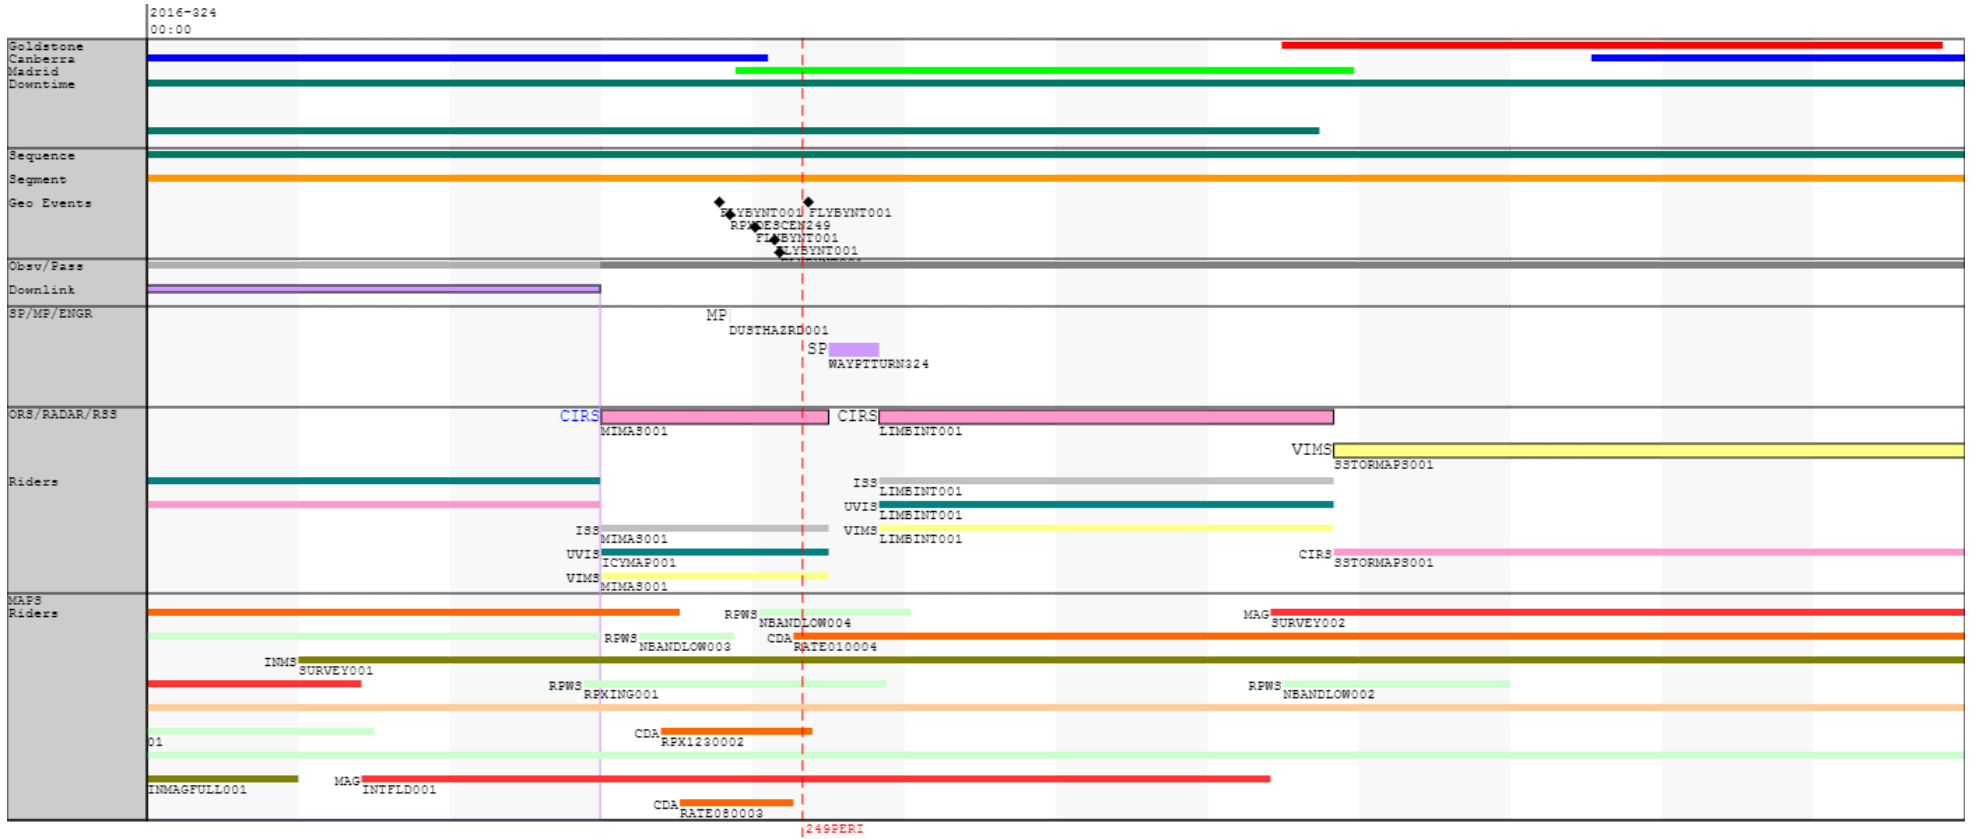 2016-324
00:00
Goldstone
Canberra
Madrid
Downtime
Sequence
Segment
Geo Events
FLYBYNT001 FLYBYNT001
RPXDESCEN249
FLYBYNT001
FLYBYNT001
Obsv/Pass
Downlink
SP/MP/ENGR
MP
DUSTHAZRD001
SP
WAYPTTURN324
ORS/RADAR/RSS
CIRS
MIMAS001
CIRS
LIMBINT001
VIMS
SSTORMAPS001
Riders
ISS
LIMBINT001
UVIS
LIMBINT001
ISS
MIMAS001
VIMS
LIMBINT001
UVIS
ICYMAP001
CIRS
SSTORMAPS001
VIMS
MIMAS001
MAPS
Riders
RPWS
NBANDLOW004
MAG
SURVEY002
RPWS
NBANDLOW003
CDA
RATE010004
INMS
SURVEY001
RPWS
RPXING001
RPWS
NBANDLOW002
01
CDA
RPX1230002
INMAGFULL001
MAG
INTFLD001
CDA
RATE080003
249PERI